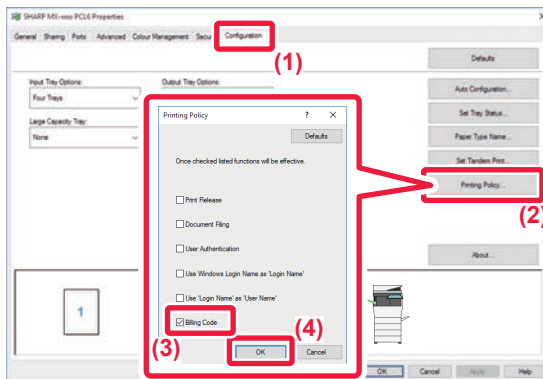 SHARP MX-xxxx PCL6 Properties
General Sharing Ports Advanced Colour Management Secu Configuration
(1)
Defaults
Input Tray Options:
Output Tray Options:
Four Trays
Auto Configuration...
Large Capacity Tray:
None
Set Tray Status...
Paper Type Name...
Set Tandem Print...
Printing Policy...
(2)
About...
Printing Policy ? ×
Defaults
Once checked listed functions will be effective.
Print Release
Document Filing
User Authentication
Use Windows Login Name as 'Login Name'
Use 'Login Name' as 'User Name'
Billing Code
(3)
(4)
OK Cancel
1
OK Cancel Apply Help